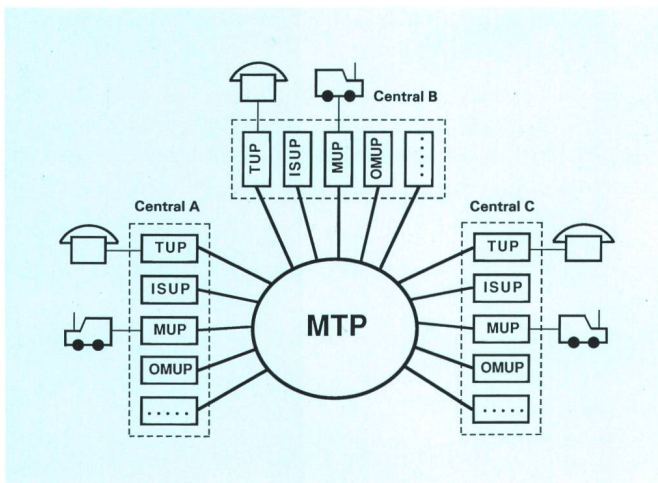 Central B
TUP
ISUP
MUP
OMUP
.....
Central A
TUP
ISUP
MUP
OMUP
.....
MTP
Central C
TUP
ISUP
MUP
OMUP
.....